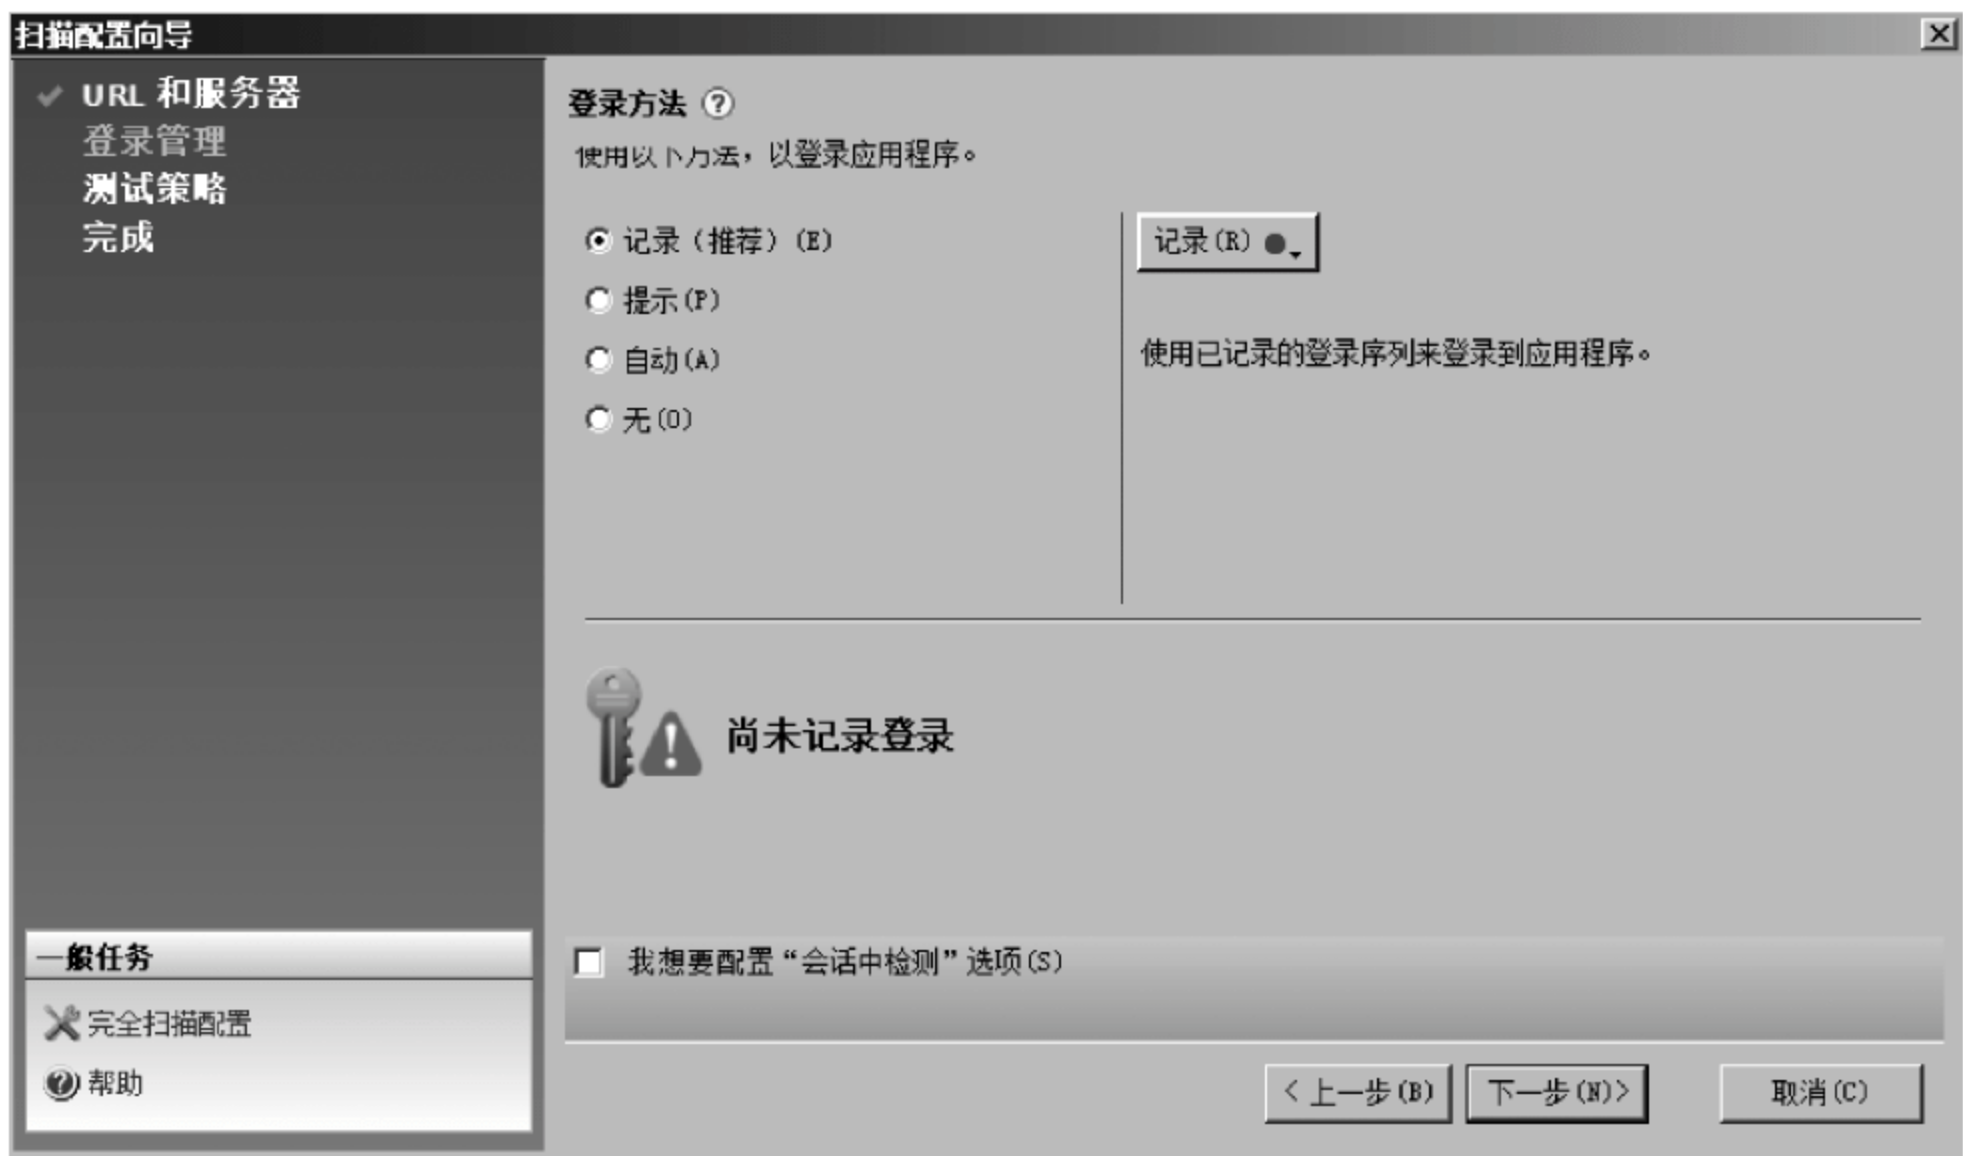 扫描配置向导
URL 和服务器
登录管理
测试策略
完成
登录方法 ?
使用以下方法，以登录应用程序。
记录（推荐）(E)
提示(P)
自动(A)
无(O)
记录(R)
使用已记录的登录序列来登录到应用程序。
尚未记录登录
我想要配置“会话中检测”选项(S)
一般任务
完全扫描配置
帮助
< 上一步(B)
下一步(N)>
取消(C)